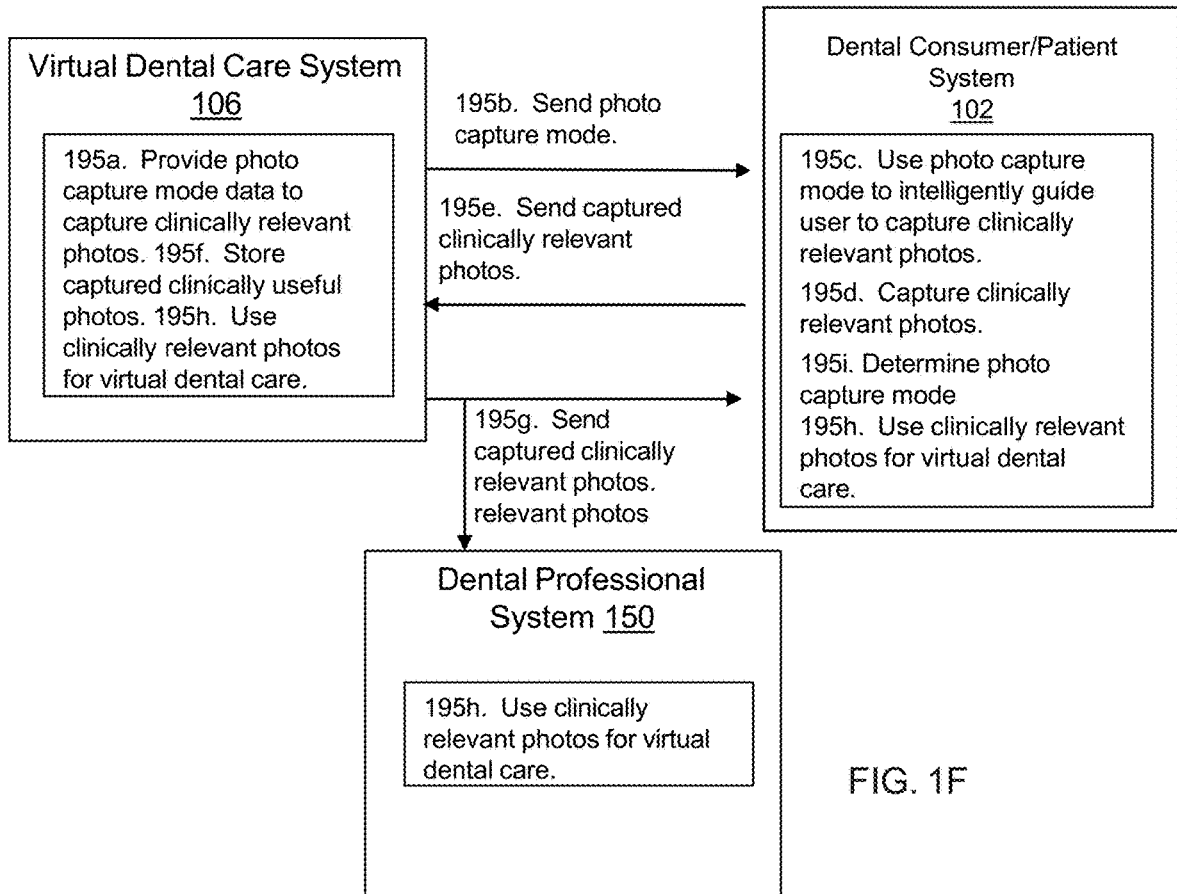 Virtual Dental Care System
106
195a. Provide photo
capture mode data to
capture clinically relevant
photos. 195f. Store
captured clinically useful
photos. 195h. Use
clinically relevant photos
for virtual dental care.
195b. Send photo
capture mode.
195e. Send captured
clinically relevant
photos.
195g. Send
captured clinically
relevant photos.
relevant photos
Dental Consumer/Patient
System
102
195c. Use photo capture
mode to intelligently guide
user to capture clinically
relevant photos.
195d. Capture clinically
relevant photos.
195i. Determine photo
capture mode
195h. Use clinically relevant
photos for virtual dental
care.
Dental Professional
System 150
195h. Use clinically
relevant photos for virtual
dental care.
FIG. 1F